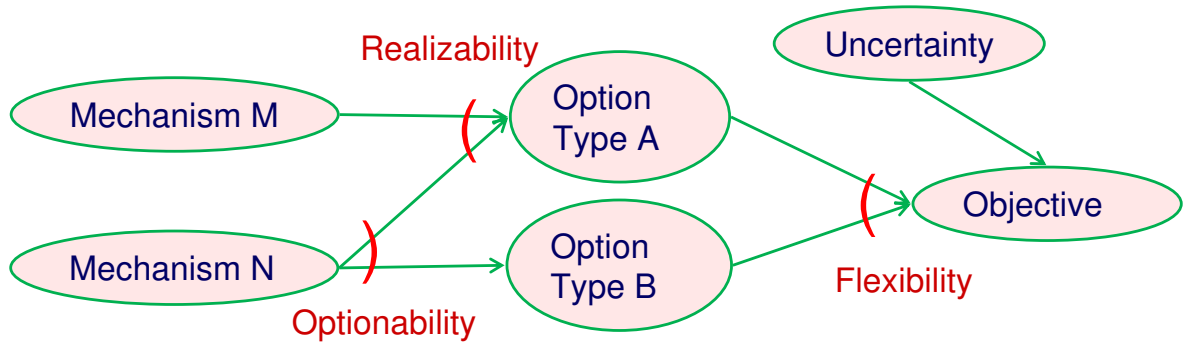 Realizability
Uncertainty
Mechanism M
Option
Type A
Objective
Mechanism N
Option
Type B
Flexibility
Optionability